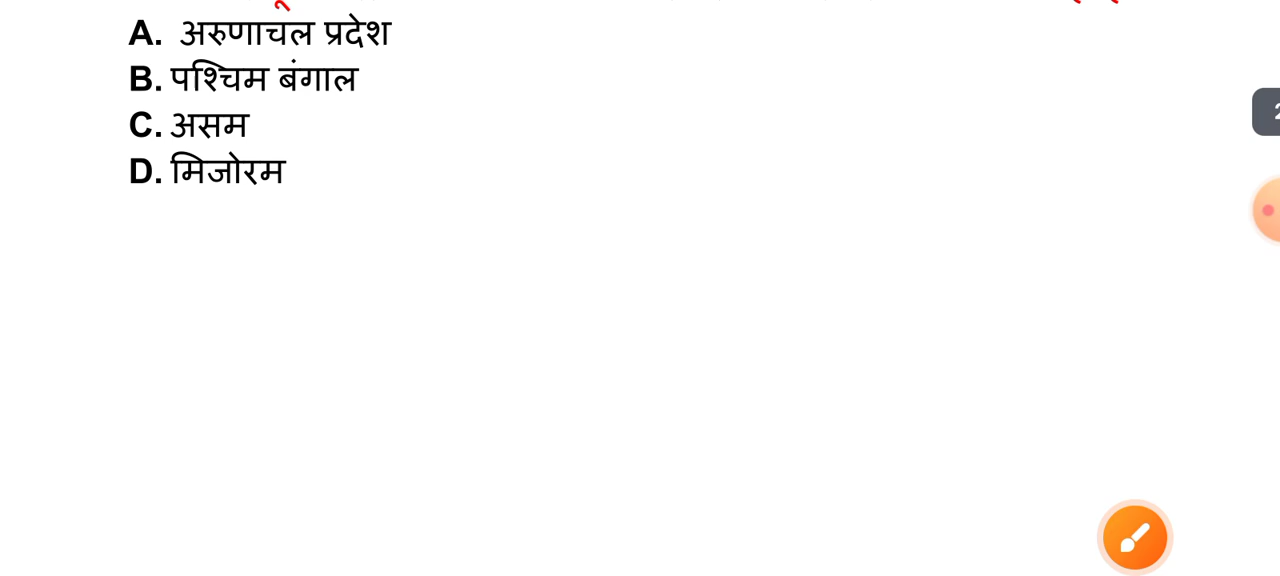 A. अरुणाचल प्रदेश
B. पश्चिम बंगाल
C. असम
D. मिजोरम